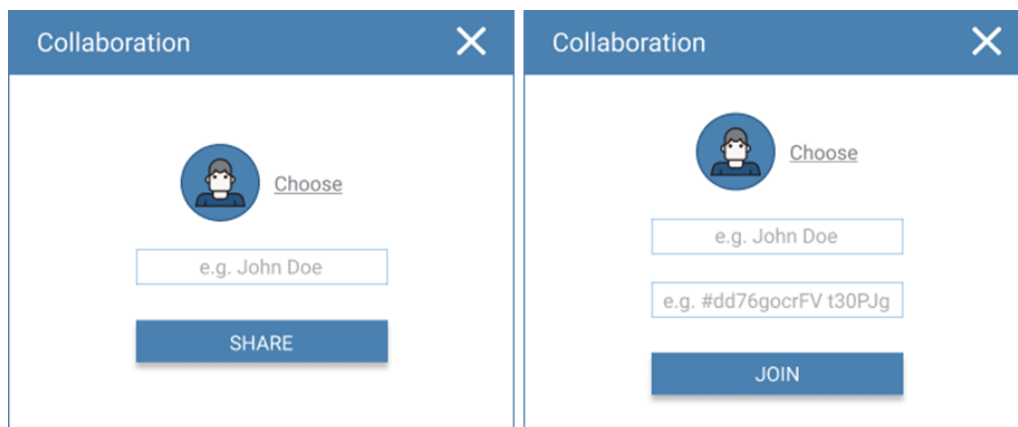 Collaboration
Choose
e.g. John Doe
SHARE
Collaboration
Choose
e.g. John Doe
e.g. #dd76gocrFV t30PJg
JOIN